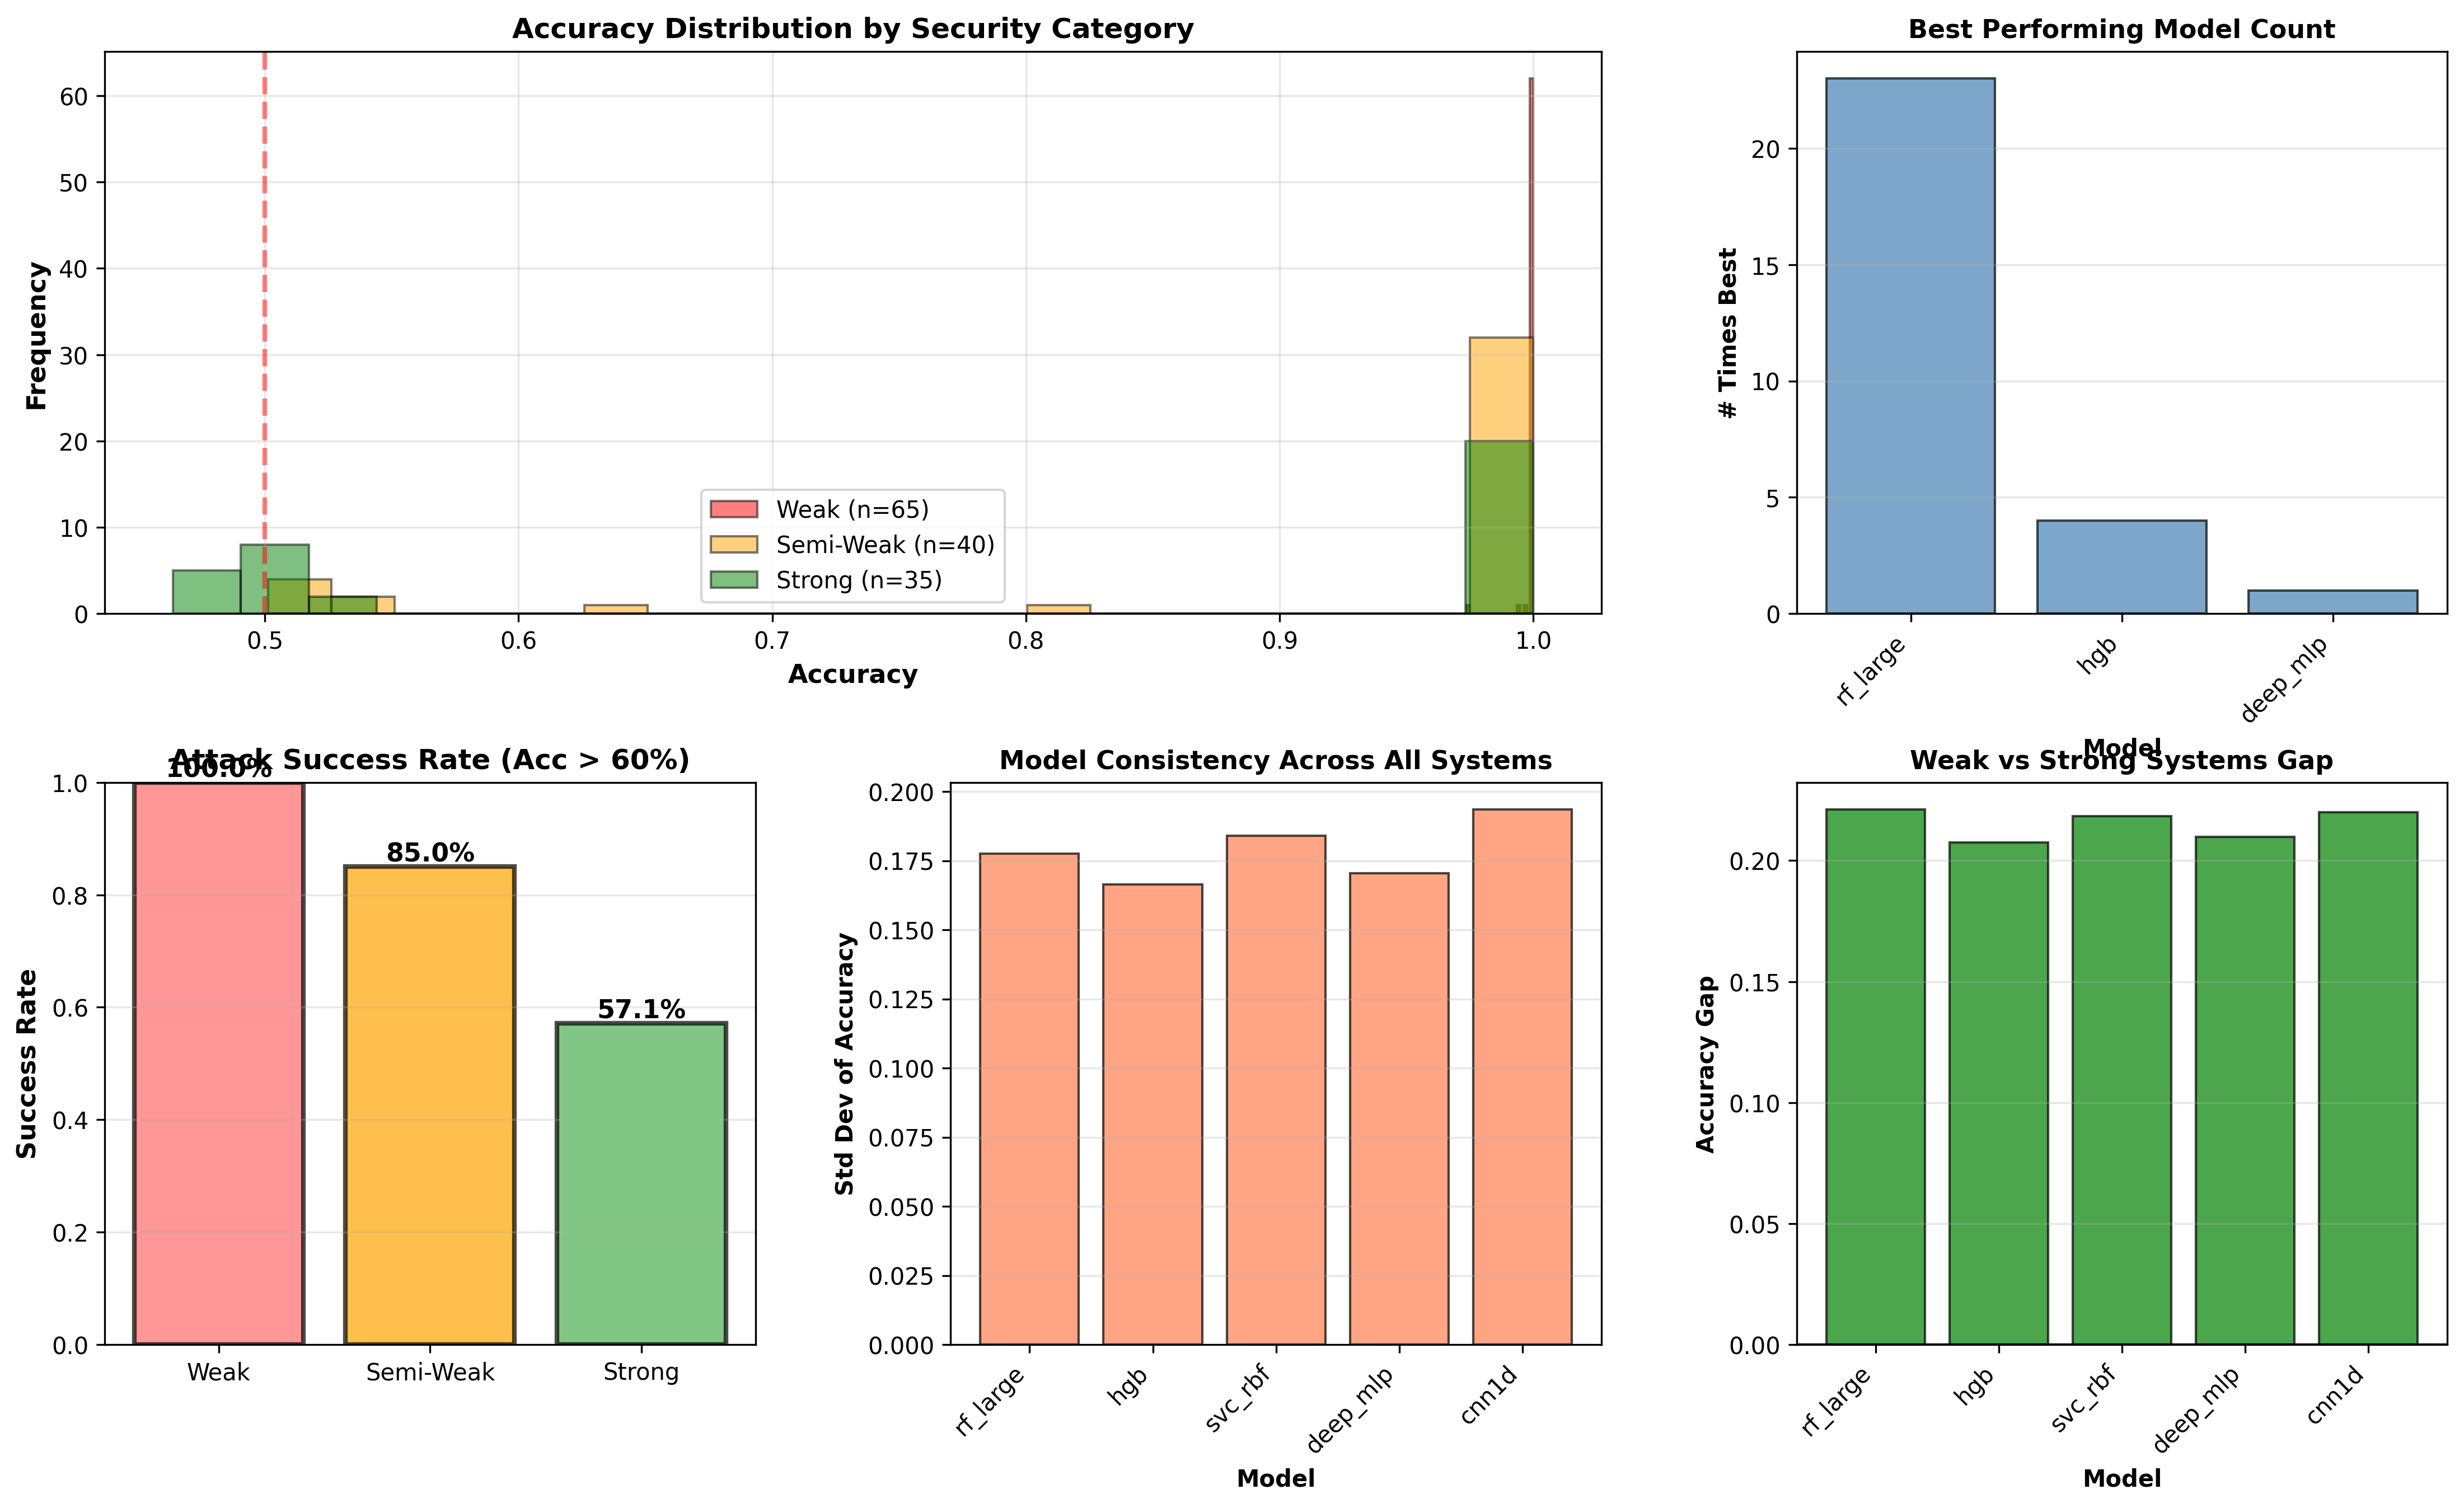 Accuracy Distribution by Security Category
Frequency
60
50
40
30
20
10
0
0.5 0.6 0.7 0.8 0.9 1.0
Accuracy
Weak (n=65)
Semi-Weak (n=40)
Strong (n=35)
Best Performing Model Count
# Times Best
20
15
10
5
0
rf_large hgb deep_mlp
Model
Attack Success Rate (Acc > 60%)
100.0%
85.0%
57.1%
Success Rate
1.0
0.8
0.6
0.4
0.2
0.0
Weak Semi-Weak Strong
Model Consistency Across All Systems
Std Dev of Accuracy
0.200
0.175
0.150
0.125
0.100
0.075
0.050
0.025
0.000
rf_large hgb svc_rbf deep_mlp cnn1d
Model
Weak vs Strong Systems Gap
Accuracy Gap
0.20
0.15
0.10
0.05
0.00
rf_large hgb svc_rbf deep_mlp cnn1d
Model